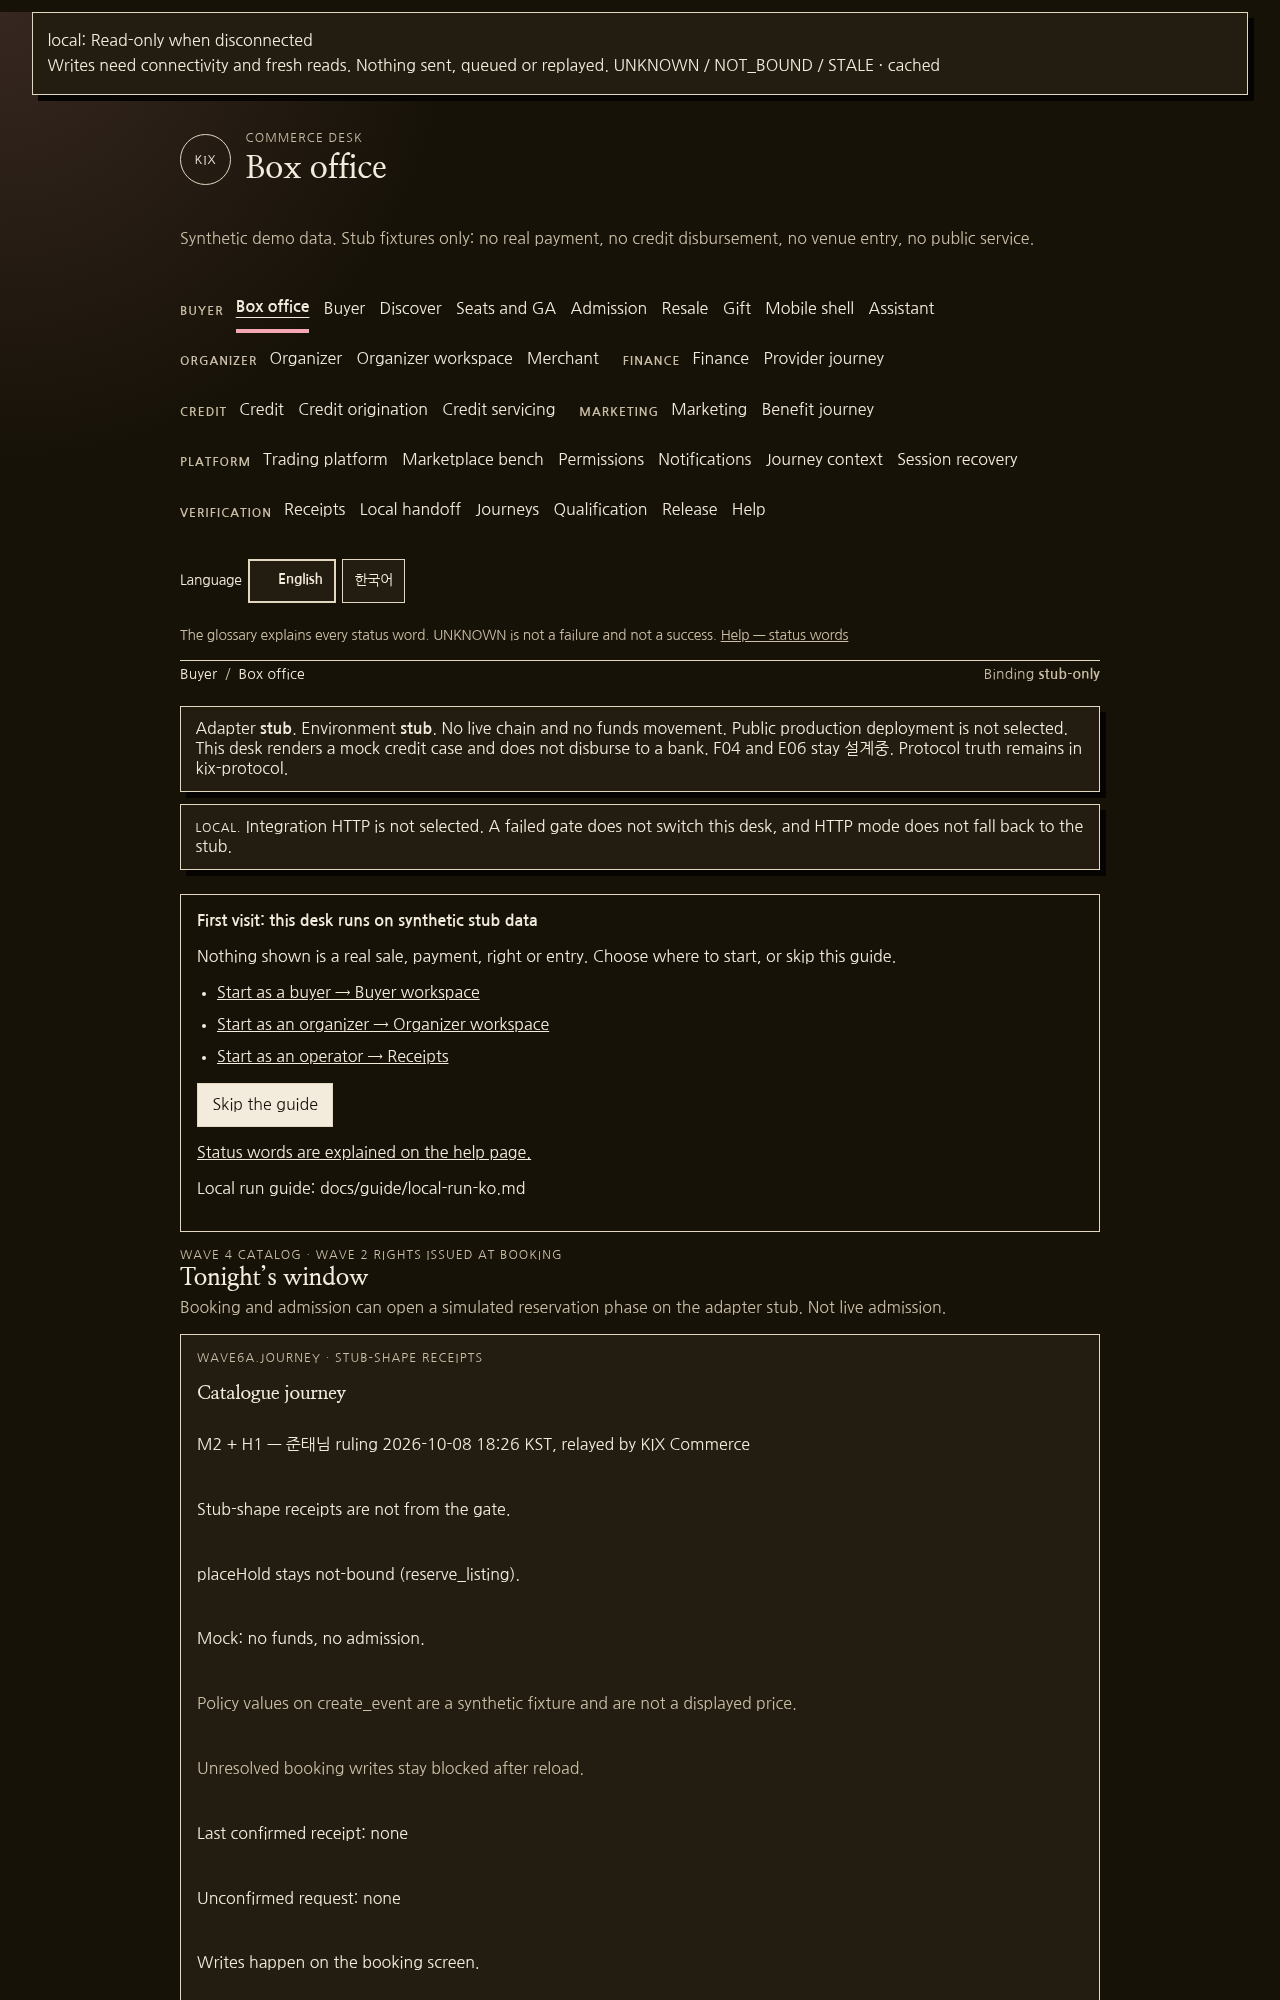 local: Read-only when disconnected
Writes need connectivity and fresh reads. Nothing sent, queued or replayed. UNKNOWN / NOT_BOUND / STALE · cached
KIX
COMMERCE DESK
Box office
Synthetic demo data. Stub fixtures only: no real payment, no credit disbursement, no venue entry, no public service.
BUYER Box office Buyer Discover Seats and GA Admission Resale Gift Mobile shell Assistant
ORGANIZER Organizer Organizer workspace Merchant FINANCE Finance Provider journey
CREDIT Credit Credit origination Credit servicing MARKETING Marketing Benefit journey
PLATFORM Trading platform Marketplace bench Permissions Notifications Journey context Session recovery
VERIFICATION Receipts Local handoff Journeys Qualification Release Help
Language English 한국어
The glossary explains every status word. UNKNOWN is not a failure and not a success. Help — status words
Buyer / Box office Binding stub-only
Adapter stub. Environment stub. No live chain and no funds movement. Public production deployment is not selected.
This desk renders a mock credit case and does not disburse to a bank. F04 and E06 stay 설계중. Protocol truth remains in
kix-protocol.
LOCAL. Integration HTTP is not selected. A failed gate does not switch this desk, and HTTP mode does not fall back to the
stub.
First visit: this desk runs on synthetic stub data
Nothing shown is a real sale, payment, right or entry. Choose where to start, or skip this guide.
• Start as a buyer → Buyer workspace
• Start as an organizer → Organizer workspace
• Start as an operator → Receipts
Skip the guide
Status words are explained on the help page.
Local run guide: docs/guide/local-run-ko.md
WAVE 4 CATALOG · WAVE 2 RIGHTS ISSUED AT BOOKING
Tonight’s window
Booking and admission can open a simulated reservation phase on the adapter stub. Not live admission.
WAVE6A.JOURNEY · STUB-SHAPE RECEIPTS
Catalogue journey
M2 + H1 — 준태님 ruling 2026-10-08 18:26 KST, relayed by KIX Commerce
Stub-shape receipts are not from the gate.
placeHold stays not-bound (reserve_listing).
Mock: no funds, no admission.
Policy values on create_event are a synthetic fixture and are not a displayed price.
Unresolved booking writes stay blocked after reload.
Last confirmed receipt: none
Unconfirmed request: none
Writes happen on the booking screen.